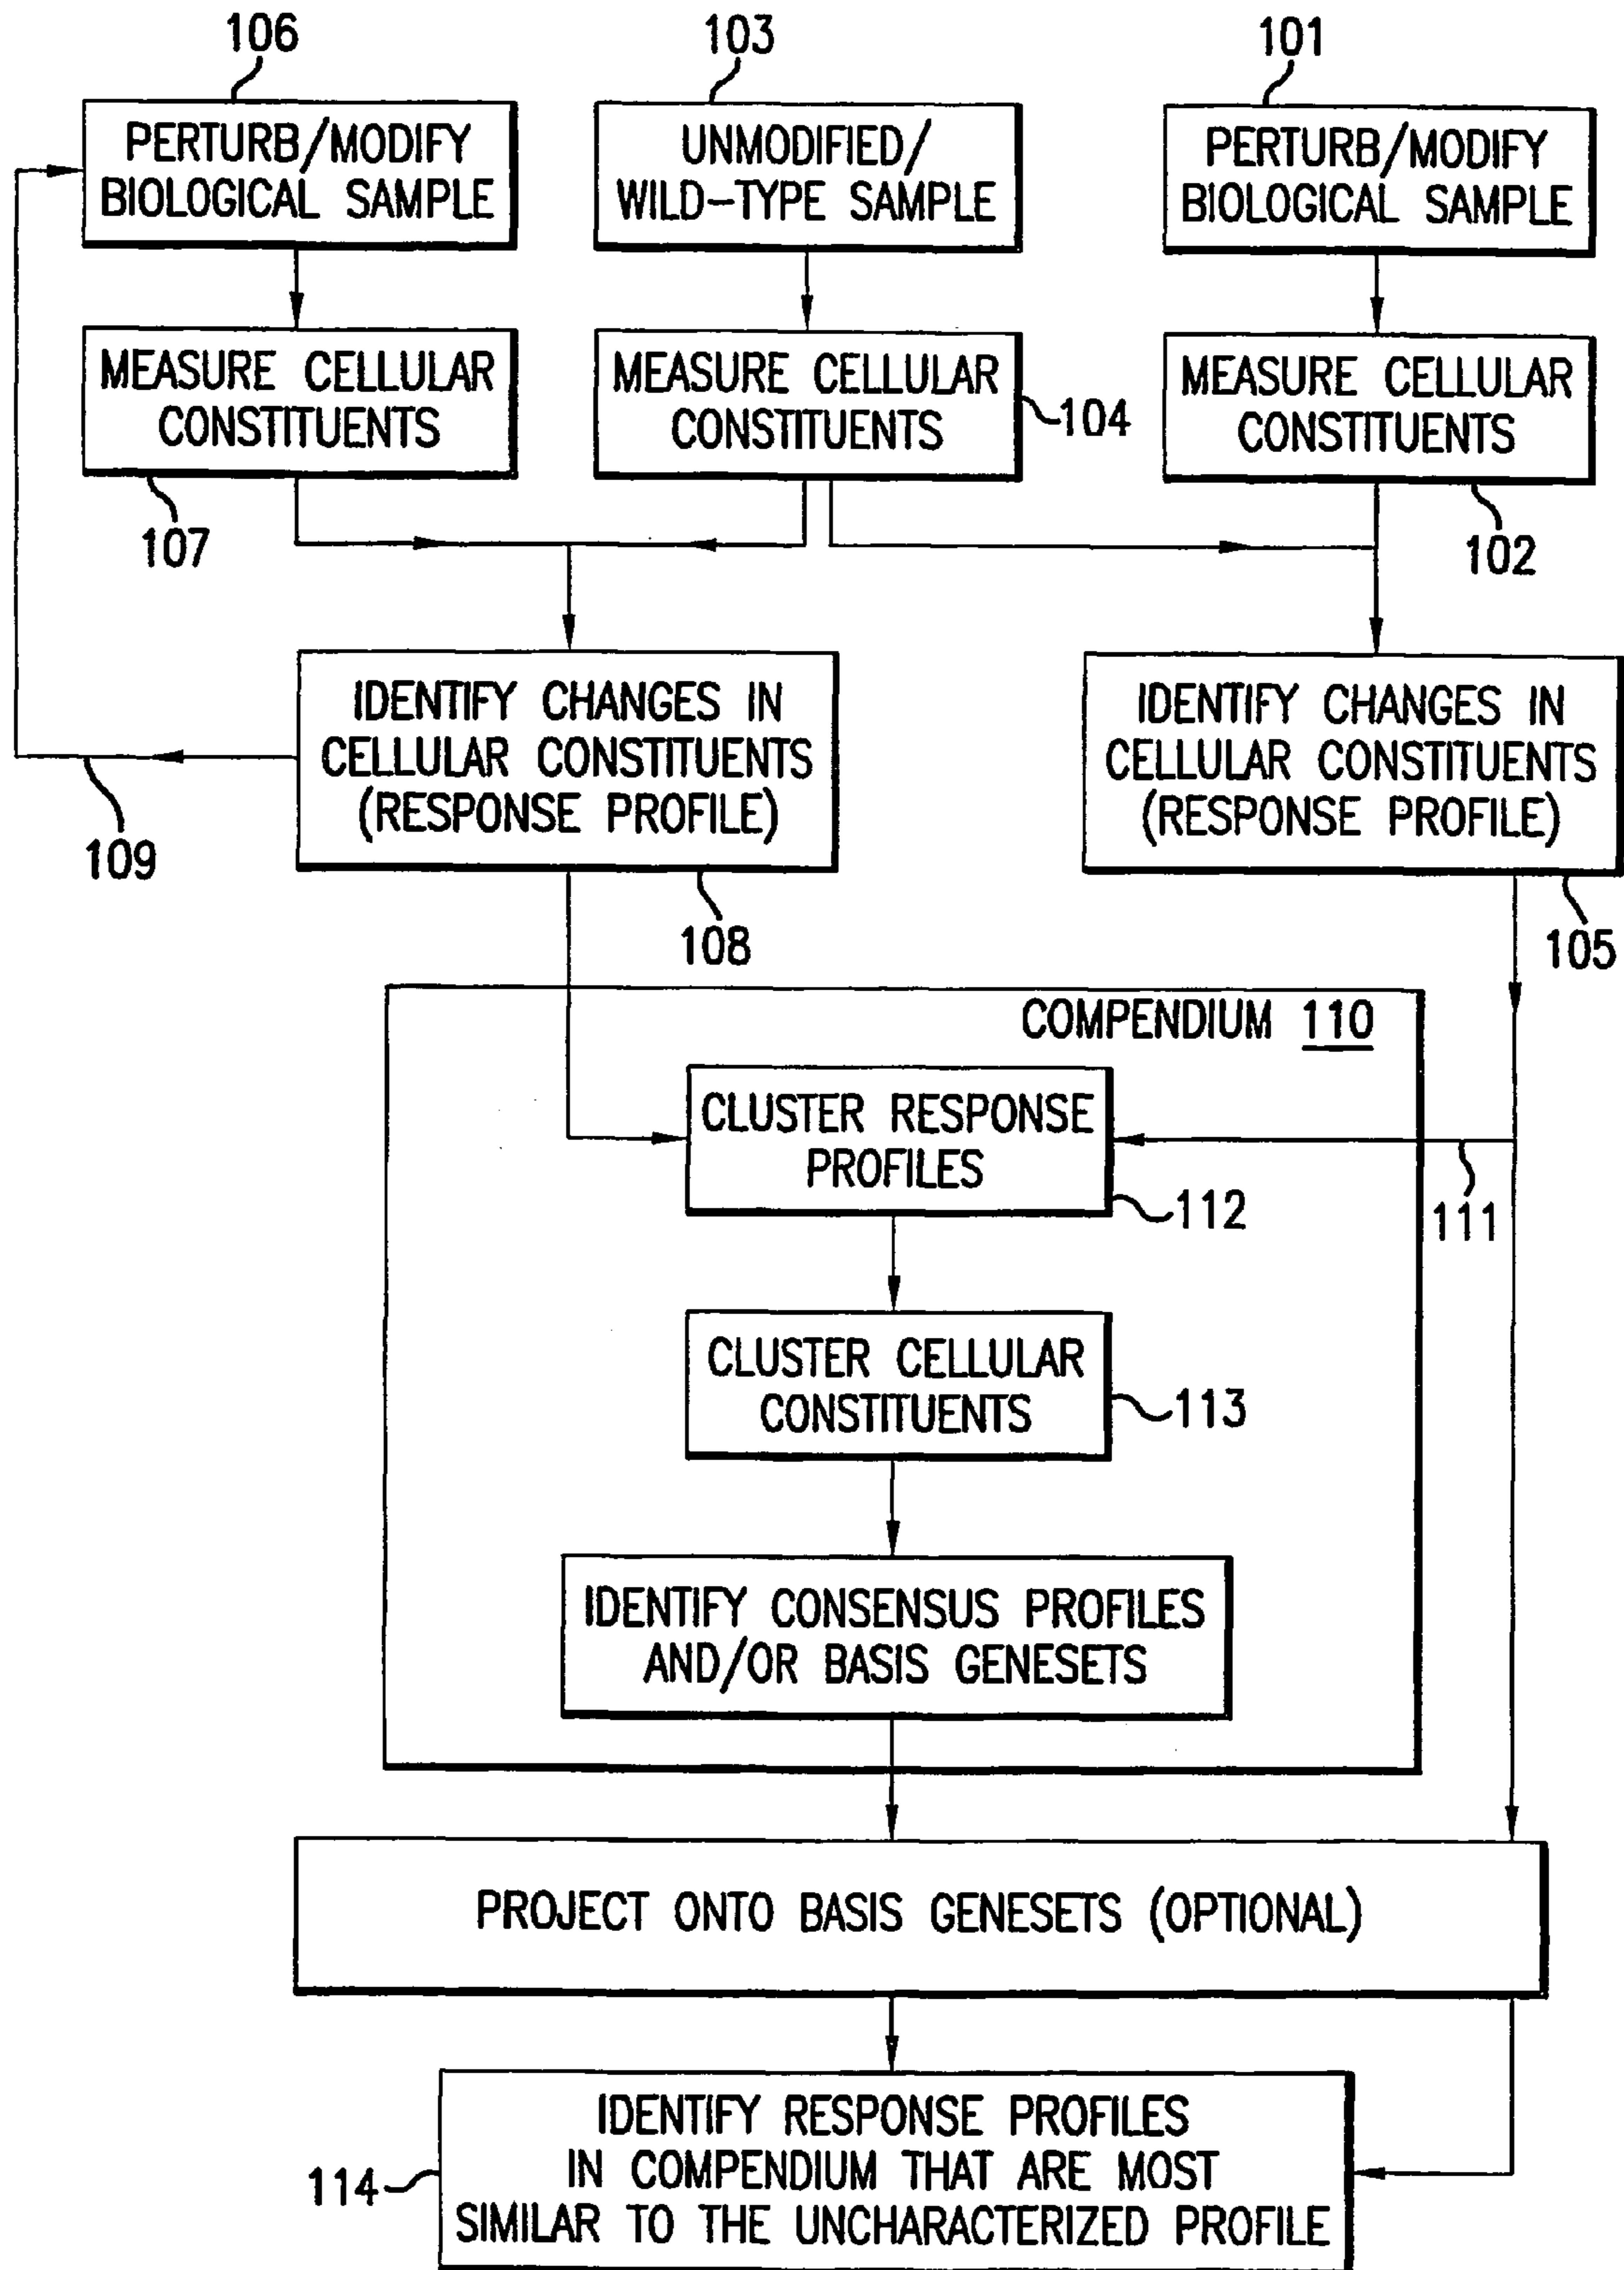 106
103
101
PERTURB/MODIFY
BIOLOGICAL SAMPLE
UNMODIFIED/
WILD-TYPE SAMPLE
PERTURB/MODIFY
BIOLOGICAL SAMPLE
MEASURE CELLULAR
CONSTITUENTS
MEASURE CELLULAR
CONSTITUENTS
104
MEASURE CELLULAR
CONSTITUENTS
107
102
IDENTIFY CHANGES IN
CELLULAR CONSTITUENTS
(RESPONSE PROFILE)
IDENTIFY CHANGES IN
CELLULAR CONSTITUENTS
(RESPONSE PROFILE)
109
108
105
COMPENDIUM 110
CLUSTER RESPONSE
PROFILES
112
111
CLUSTER CELLULAR
CONSTITUENTS
113
IDENTIFY CONSENSUS PROFILES
AND/OR BASIS GENESETS
PROJECT ONTO BASIS GENESETS (OPTIONAL)
IDENTIFY RESPONSE PROFILES
IN COMPENDIUM THAT ARE MOST
SIMILAR TO THE UNCHARACTERIZED PROFILE
114